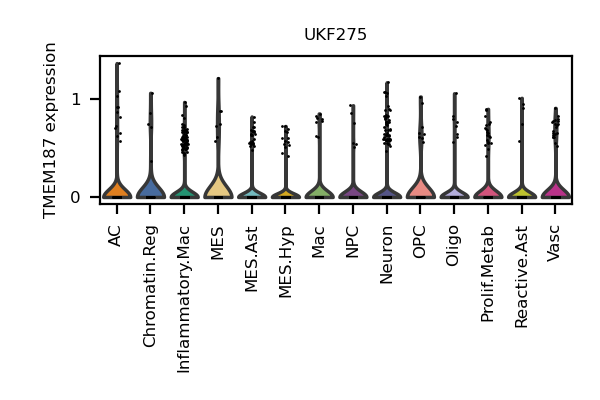 UKF275
TMEM187 expression
1
0
AC
Chromatin.Reg
Inflammatory.Mac
MES
MES.Ast
MES.Hyp
Mac
NPC
Neuron
OPC
Oligo
Prolif.Metab
Reactive.Ast
Vasc